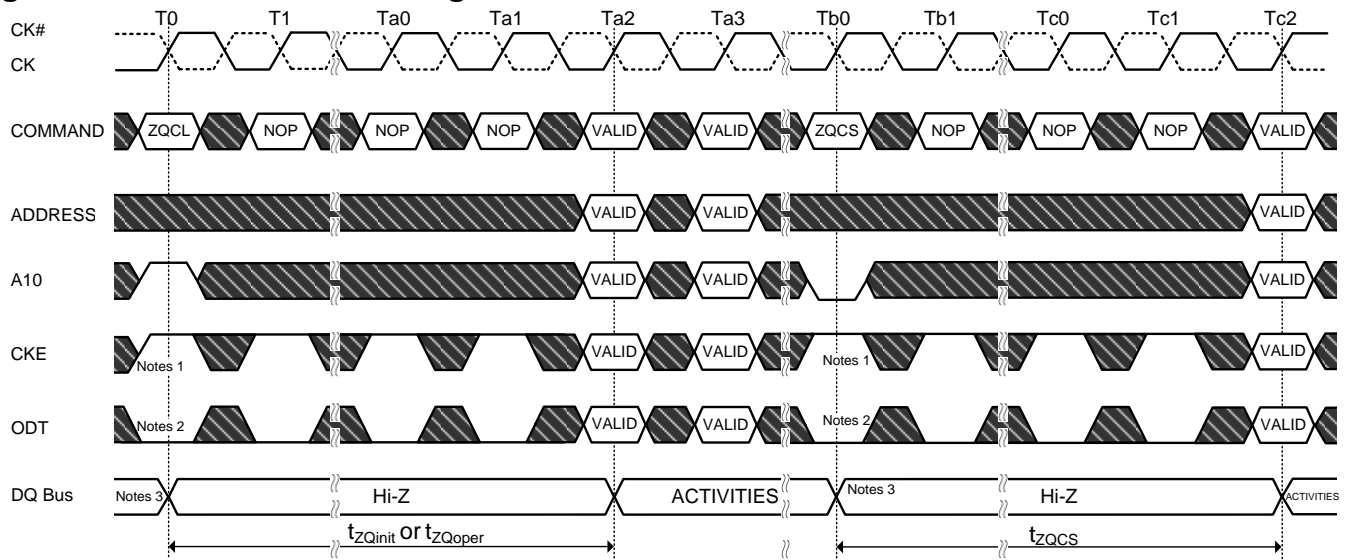 T0 T1 Ta0 Ta1 Ta2 Ta3 Tb0 Tb1 Tc0 Tc1 Tc2
CK#
CK
COMMAND ZQCL NOP NOP NOP VALID VALID ZQCS NOP NOP NOP VALID
ADDRESS VALID VALID VALID
A10 VALID VALID VALID
CKE Notes 1 VALID VALID Notes 1 VALID
ODT Notes 2 VALID VALID Notes 2 VALID
DQ Bus Notes 3 Hi-Z ACTIVITIES Notes 3 Hi-Z ACTIVITIES
tZQinit or tZQoper tZQCS